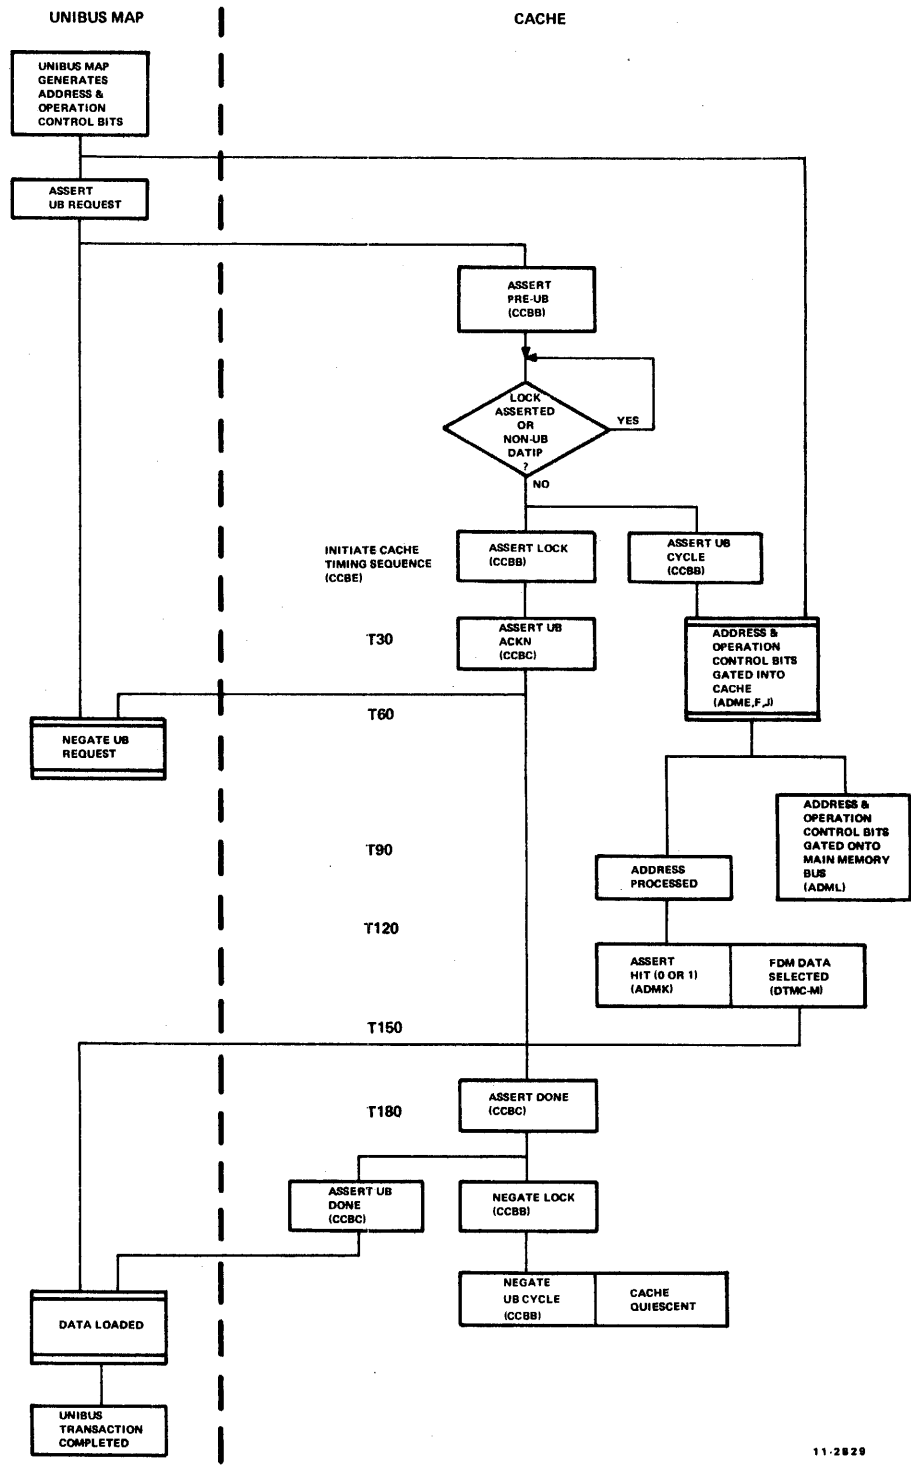 UNIBUS MAP
CACHE
UNIBUS MAP
GENERATES
ADDRESS &
OPERATION
CONTROL BITS
ASSERT
UB REQUEST
ASSERT
PRE-UB
(CCBB)
LOCK
ASSERTED
OR
NON-UB
DATIP
?
YES
NO
INITIATE CACHE
TIMING SEQUENCE
(CCBE)
ASSERT LOCK
(CCBB)
ASSERT UB
CYCLE
(CCBB)
T30
ASSERT UB
ACKN
(CCBC)
ADDRESS &
OPERATION
CONTROL BITS
GATED INTO
CACHE
(ADME,F,J)
T60
NEGATE UB
REQUEST
T90
ADDRESS
PROCESSED
ADDRESS &
OPERATION
CONTROL BITS
GATED ONTO
MAIN MEMORY
BUS
(ADML)
T120
ASSERT
HIT (0 OR 1)
(ADMK)
FDM DATA
SELECTED
(DTMC-M)
T150
ASSERT DONE
(CCBC)
T180
ASSERT UB
DONE
(CCBC)
NEGATE LOCK
(CCBB)
NEGATE
UB CYCLE
(CCBB)
CACHE
QUIESCENT
DATA LOADED
UNIBUS
TRANSACTION
COMPLETED
11-2829